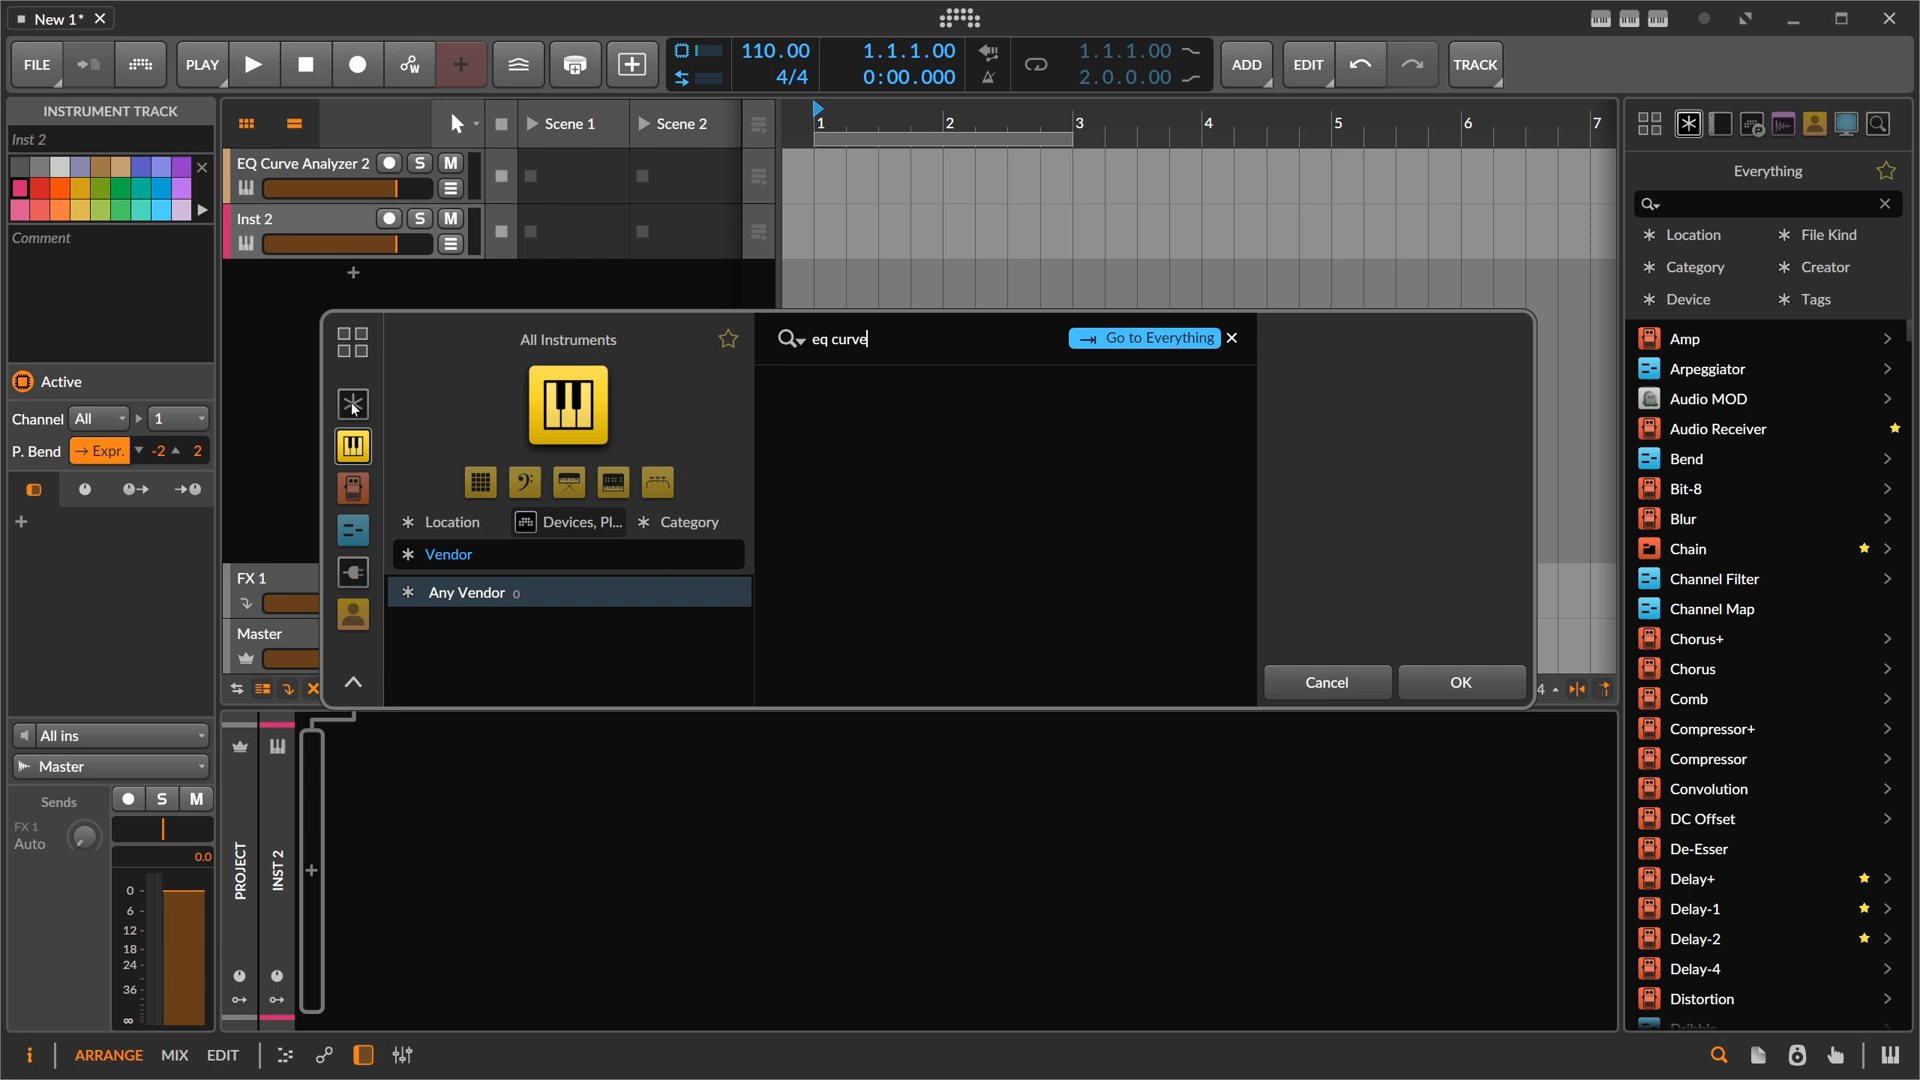 New 1*
FILE
PLAY
110.00
4/4
1.1.1.00
0:00.000
1.1.1.00
2.0.0.00
ADD
EDIT
TRACK
INSTRUMENT TRACK
Inst 2
Comment
Active
Channel All 1
P. Bend Expr. -2 2
All ins
Master
Sends
S M
FX 1
Auto
0.0
0
6
12
18
24
36
∞
Scene 1
Scene 2
1 2 3 4 5 6 7
EQ Curve Analyzer 2 S M
Inst 2 S M
FX 1
Master
All Instruments
eq curve
Go to Everything
Location
Devices, Pl...
Category
Vendor
Any Vendor 0
Cancel
OK
4
PROJECT
INST 2
Everything
Location
File Kind
Category
Creator
Device
Tags
Amp
Arpeggiator
Audio MOD
Audio Receiver
Bend
Bit-8
Blur
Chain
Channel Filter
Channel Map
Chorus+
Chorus
Comb
Compressor+
Compressor
Convolution
DC Offset
De-Esser
Delay+
Delay-1
Delay-2
Delay-4
Distortion
i
ARRANGE
MIX
EDIT